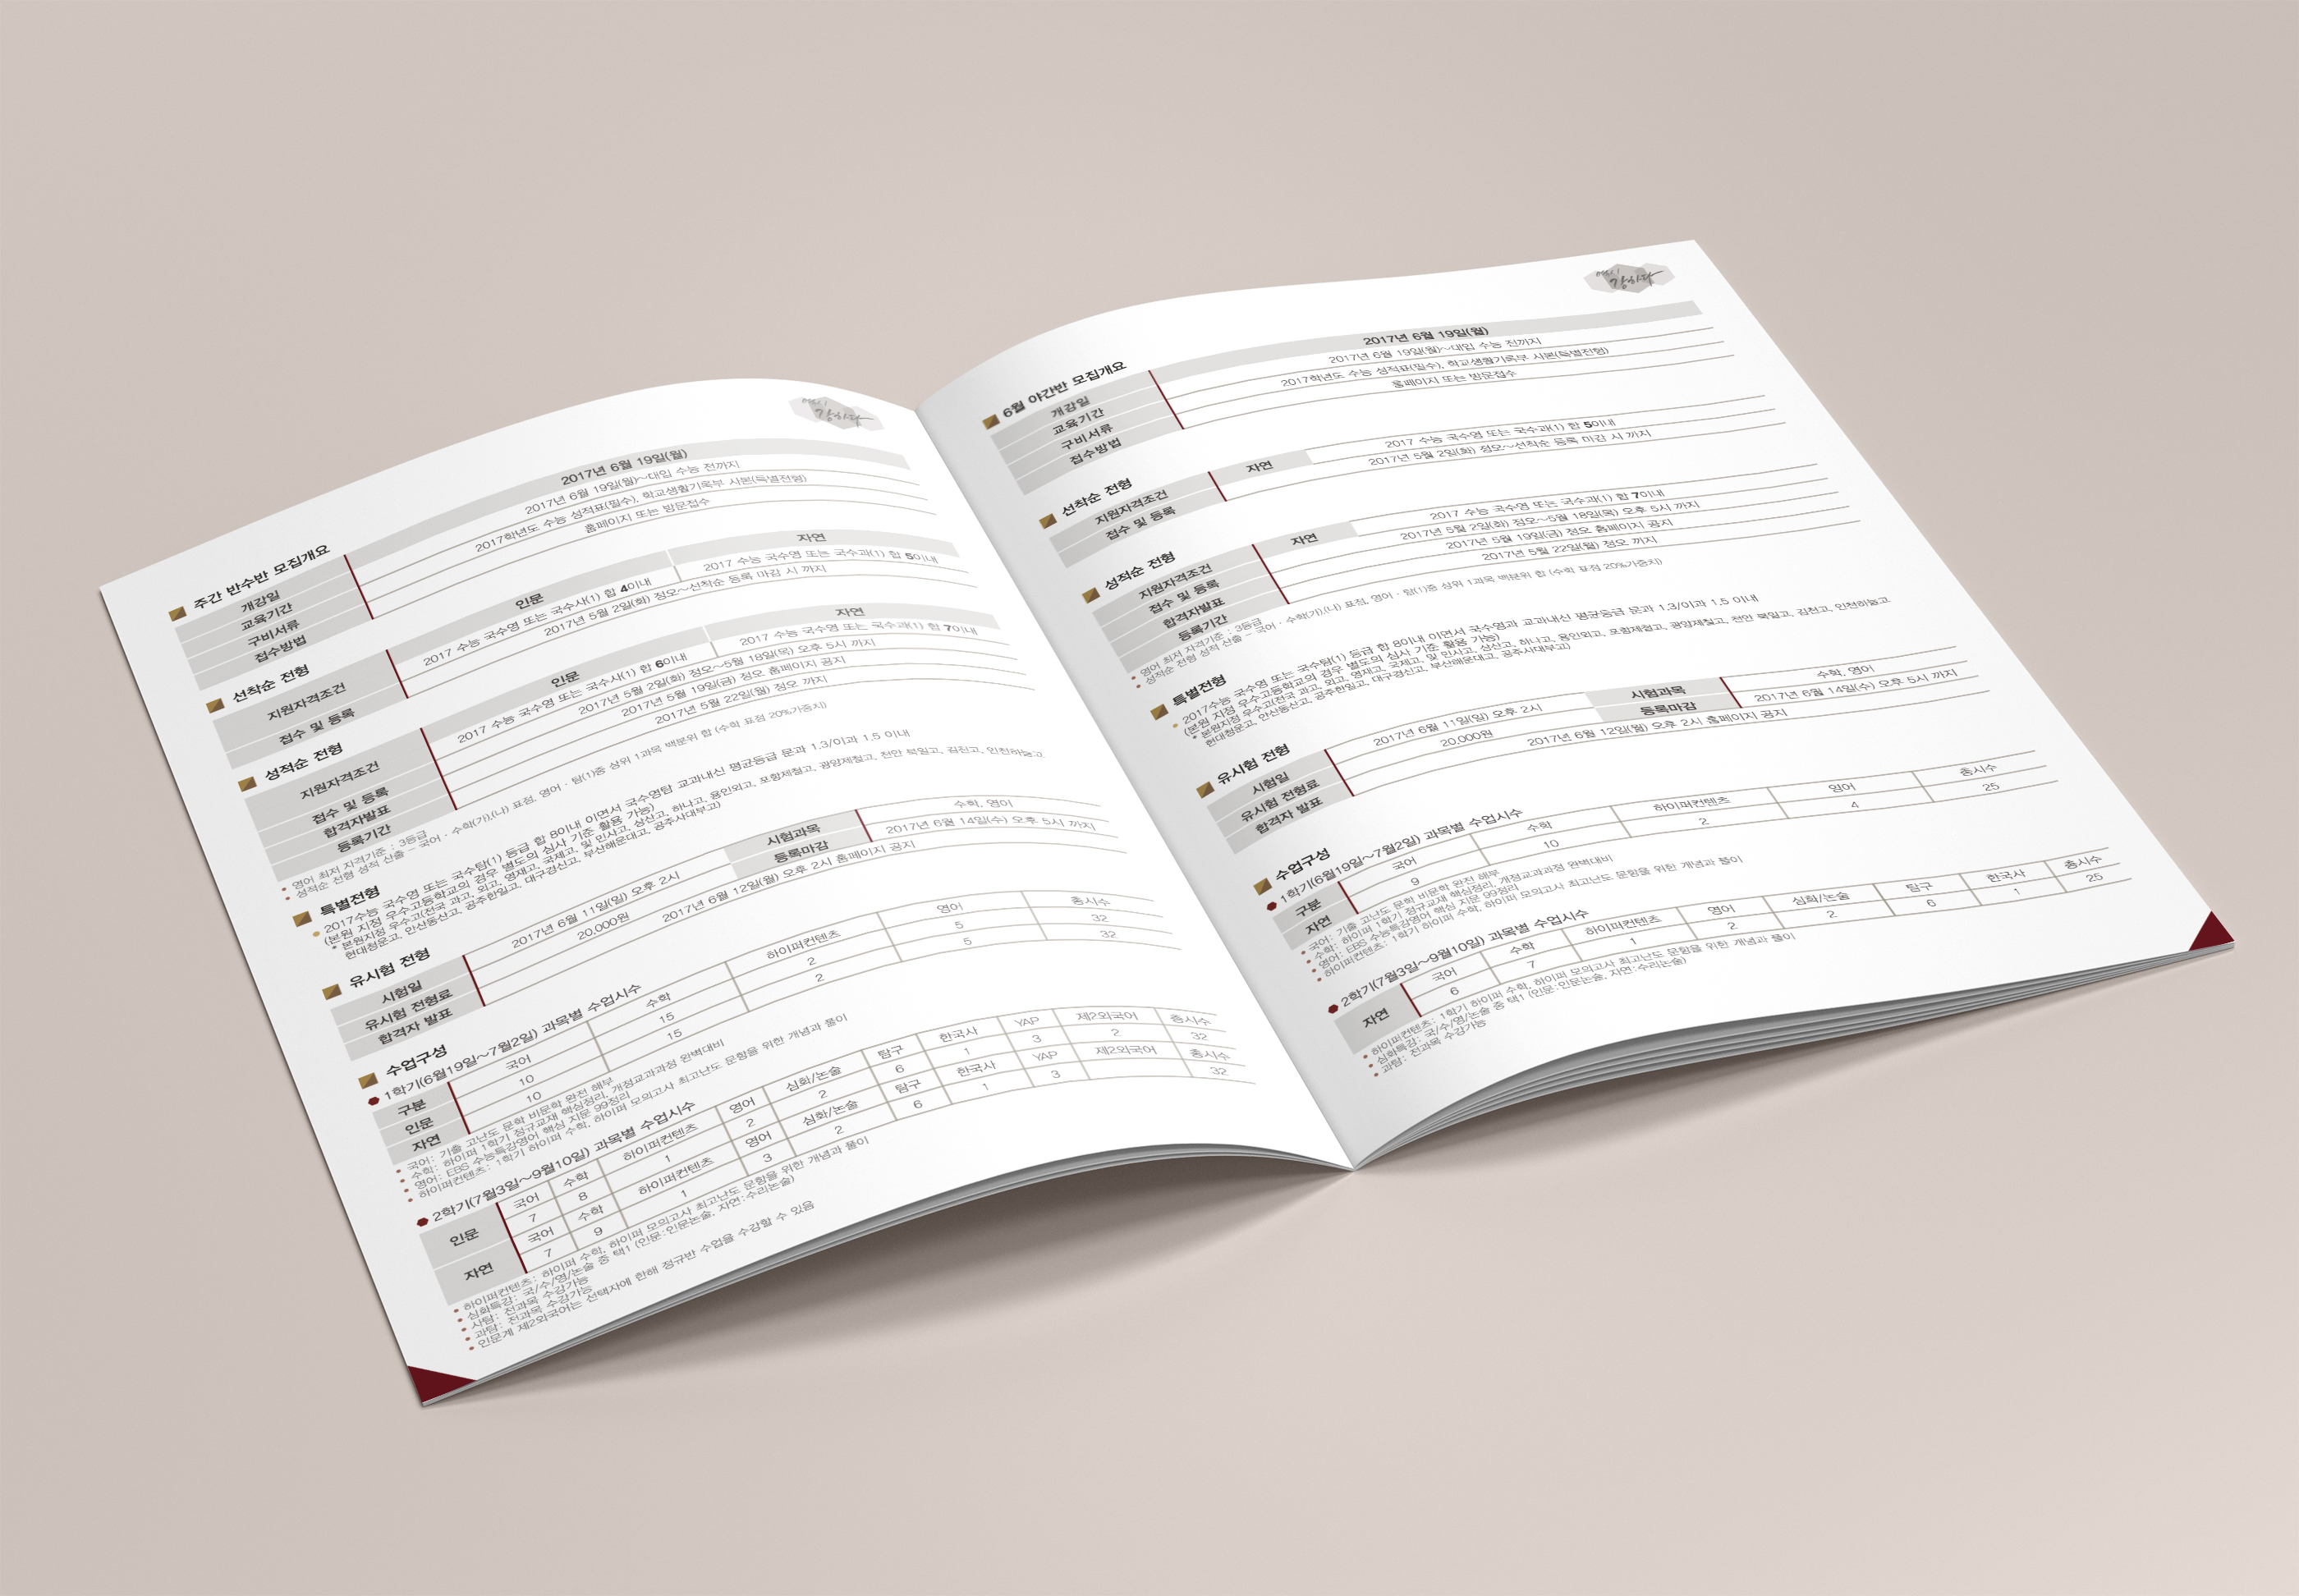 역시
강하다
주간 반수반 모집개요
개강일 2017년 6월 19일(월)
교육기간 2017년 6월 19일(월)~대입 수능 전까지
구비서류 2017학년도 수능 성적표(필수), 학교생활기록부 사본(특별전형)
접수방법 홈페이지 또는 방문접수
선착순 전형
인문 자연
지원자격조건 2017 수능 국수영 또는 국수사(1) 합 4이내 2017 수능 국수영 또는 국수과(1) 합 5이내
접수 및 등록 2017년 5월 2일(화) 정오~선착순 등록 마감 시 까지
성적순 전형
인문 자연
지원자격조건 2017 수능 국수영 또는 국수사(1) 합 6이내 2017 수능 국수영 또는 국수과(1) 합 7이내
접수 및 등록 2017년 5월 2일(화) 정오~5월 18일(목) 오후 5시 까지
합격자발표 2017년 5월 19일(금) 정오 홈페이지 공지
등록기간 2017년 5월 22일(월) 정오 까지
• 영어 최저 자격기준 : 3등급
• 성적순 전형 성적 산출 – 국어 · 수학(가),(나) 표점, 영어 · 탐(1)중 상위 1과목 백분위 합 (수학 표점 20%가중치)
특별전형
• 2017수능 국수영 또는 국수탐(1) 등급 합 8이내 이면서 국수영탐 교과내신 평균등급 문과 1.3/이과 1.5 이내
(본원 지정 우수고등학교의 경우 별도의 심사 기준 활용 가능)
* 본원지정 우수고(전국 과고, 외고, 영재고, 국제고, 및 민사고, 상산고, 하나고, 용인외고, 포항제철고, 광양제철고, 천안 북일고, 김천고, 인천하늘고
현대청운고, 안산동산고, 공주한일고, 대구경신고, 부산해운대고, 공주사대부고)
유시험 전형
시험일 2017년 6월 11일(일) 오후 2시 시험과목 수학, 영어
유시험 전형료 20,000원 등록마감 2017년 6월 14일(수) 오후 5시 까지
합격자 발표 2017년 6월 12일(월) 오후 2시 홈페이지 공지
수업구성
1학기(6월19일~7월2일) 과목별 수업시수
구분 국어 수학 하이퍼컨텐츠 영어 총시수
인문 10 15 2 5 32
자연 10 15 2 5 32
• 국어: 기출 고난도 문학 비문학 완전 해부
• 수학: 하이퍼 1학기 정규교재 핵심정리, 개정교과과정 완벽대비
• 영어: EBS 수능특강영어 핵심 지문 99정리
• 하이퍼컨텐츠: 1학기 하이퍼 수학, 하이퍼 모의고사 최고난도 문항을 위한 개념과 풀이
2학기(7월3일~9월10일) 과목별 수업시수
인문 국어 수학 하이퍼컨텐츠 영어 심화/논술 탐구 한국사 YAP 제2외국어 총시수
7 8 1 2 2 6 1 3 2 32
자연 국어 수학 하이퍼컨텐츠 영어 심화/논술 탐구 한국사 YAP 제2외국어 총시수
7 9 1 3 2 6 1 3 32
• 하이퍼컨텐츠: 하이퍼 수학, 하이퍼 모의고사 최고난도 문항을 위한 개념과 풀이
• 심화특강: 국/수/영/논술 중 택1 (인문:인문논술, 자연:수리논술)
• 사탐: 전과목 수강가능
• 과탐: 전과목 수강가능
• 인문계 제2외국어는 선택자에 한해 정규반 수업을 수강할 수 있음
역시
강하다
6월 야간반 모집개요
개강일 2017년 6월 19일(월)
교육기간 2017년 6월 19일(월)~대입 수능 전까지
구비서류 2017학년도 수능 성적표(필수), 학교생활기록부 사본(특별전형)
접수방법 홈페이지 또는 방문접수
선착순 전형
자연
지원자격조건 2017 수능 국수영 또는 국수과(1) 합 5이내
접수 및 등록 2017년 5월 2일(화) 정오~선착순 등록 마감 시 까지
성적순 전형
자연
지원자격조건 2017 수능 국수영 또는 국수과(1) 합 7이내
접수 및 등록 2017년 5월 2일(화) 정오~5월 18일(목) 오후 5시 까지
합격자발표 2017년 5월 19일(금) 정오 홈페이지 공지
등록기간 2017년 5월 22일(월) 정오 까지
• 영어 최저 자격기준 : 3등급
• 성적순 전형 성적 산출 – 국어 · 수학(가),(나) 표점, 영어 · 탐(1)중 상위 1과목 백분위 합 (수학 표점 20%가중치)
특별전형
• 2017수능 국수영 또는 국수탐(1) 등급 합 8이내 이면서 국수영과 교과내신 평균등급 문과 1.3/이과 1.5 이내
(본원 지정 우수고등학교의 경우 별도의 심사 기준 활용 가능)
* 본원지정 우수고(전국 과고, 외고, 영재고, 국제고, 및 민사고, 상산고, 하나고, 용인외고, 포항제철고, 광양제철고, 천안 북일고, 김천고, 인천하늘고
현대청운고, 안산동산고, 공주한일고, 대구경신고, 부산해운대고, 공주사대부고)
유시험 전형
시험일 2017년 6월 11일(일) 오후 2시 시험과목 수학, 영어
유시험 전형료 20,000원 등록마감 2017년 6월 14일(수) 오후 5시 까지
합격자 발표 2017년 6월 12일(월) 오후 2시 홈페이지 공지
수업구성
1학기(6월19일~7월2일) 과목별 수업시수
구분 국어 수학 하이퍼컨텐츠 영어 총시수
자연 9 10 2 4 25
• 국어: 기출 고난도 문학 비문학 완전 해부
• 수학: 하이퍼 1학기 정규교재 핵심정리, 개정교과과정 완벽대비
• 영어: EBS 수능특강영어 핵심 지문 99정리
• 하이퍼컨텐츠: 1학기 하이퍼 수학, 하이퍼 모의고사 최고난도 문항을 위한 개념과 풀이
2학기(7월3일~9월10일) 과목별 수업시수
자연 국어 수학 하이퍼컨텐츠 영어 심화/논술 탐구 한국사 총시수
6 7 1 2 2 6 1 25
• 하이퍼컨텐츠: 1학기 하이퍼 수학, 하이퍼 모의고사 최고난도 문항을 위한 개념과 풀이
• 심화특강: 국/수/영/논술 중 택1 (인문:인문논술, 자연:수리논술)
• 과탐: 전과목 수강가능